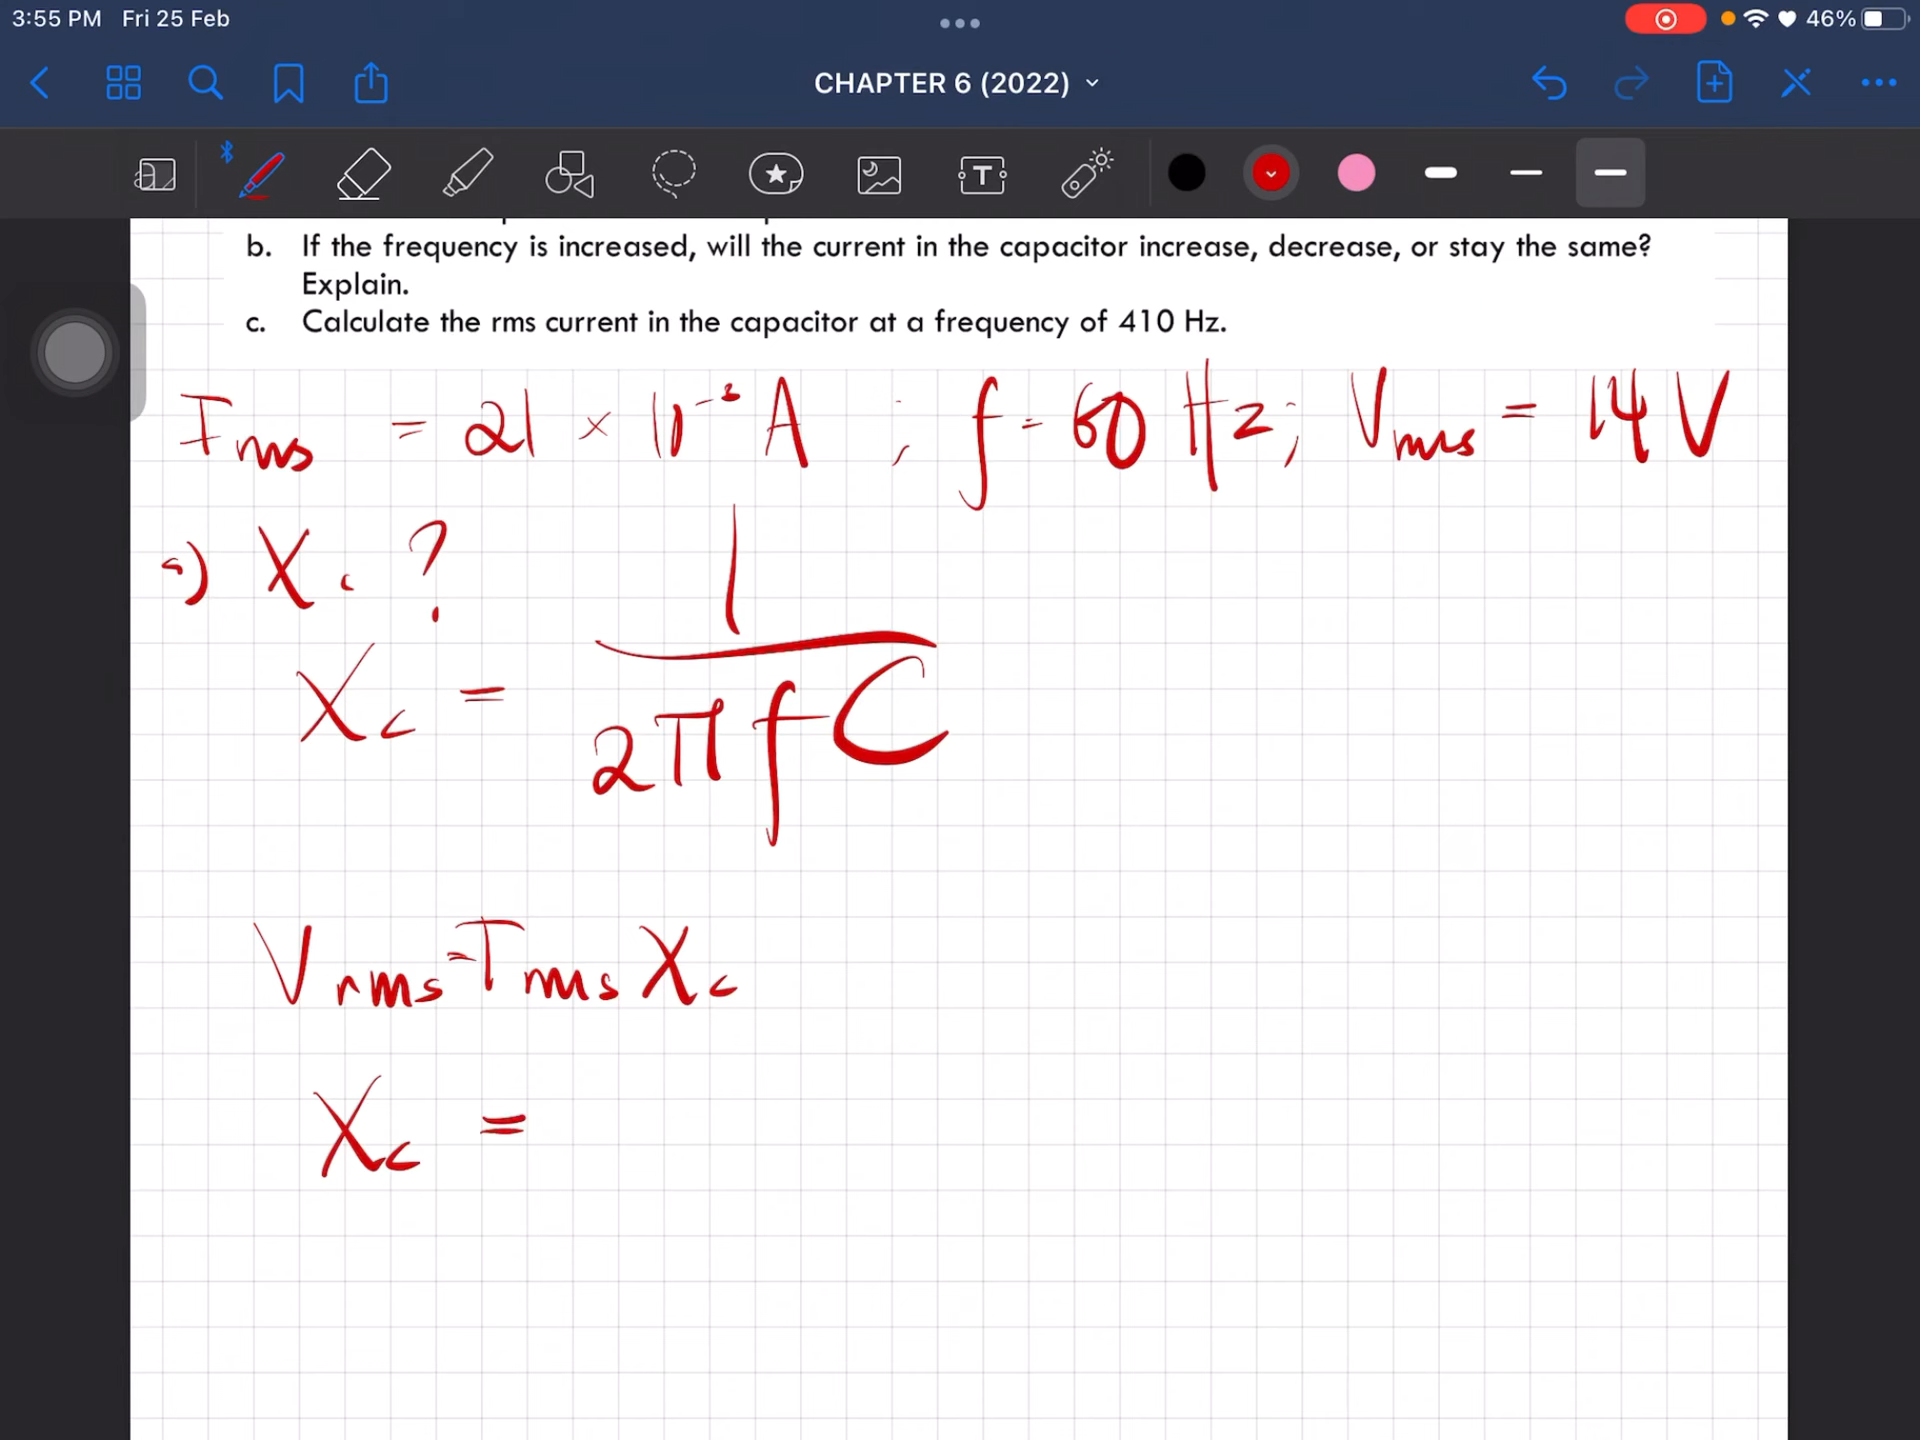 3:55 PM Fri 25 Feb
46%
CHAPTER 6 (2022)
b. If the frequency is increased, will the current in the capacitor increase, decrease, or stay the same?
Explain.
c. Calculate the rms current in the capacitor at a frequency of 410 Hz.
Irms = 21 × 10⁻³ A ; f = 60 Hz; Vrms = 14 V
a) Xc ?
Xc = 1 / 2πfC
Vrms = Irms Xc
Xc =